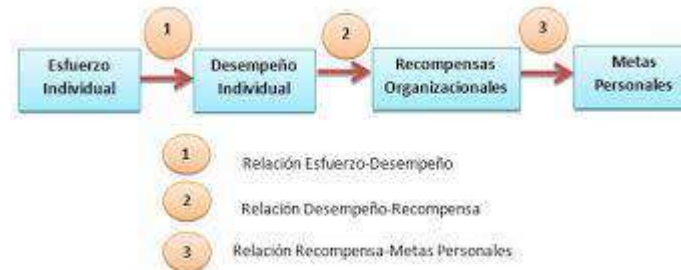 1
2
3
Esfuerzo
Individual
Desempeño
Individual
Recompensas
Organizacionales
Metas
Personales
1
Relación Esfuerzo-Desempeño
2
Relación Desempeño-Recompensa
3
Relación Recompensa-Metas Personales